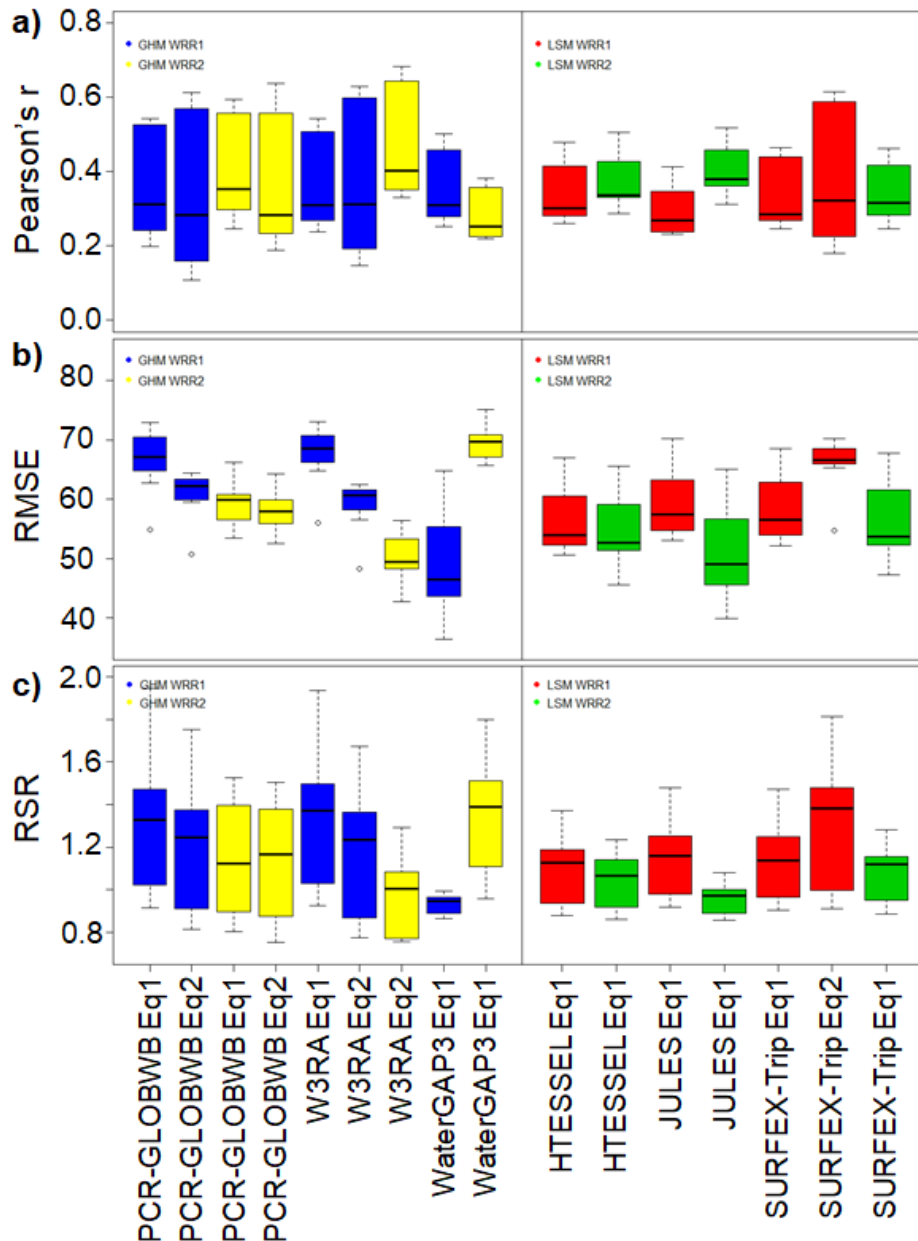 a)
Pearson's r
0.8
0.6
0.4
0.2
0.0
GHM WRR1
GHM WRR2
LSM WRR1
LSM WRR2
b)
RMSE
80
70
60
50
40
GHM WRR1
GHM WRR2
LSM WRR1
LSM WRR2
c)
RSR
2.0
1.6
1.2
0.8
GHM WRR1
GHM WRR2
LSM WRR1
LSM WRR2
PCR-GLOBWB Eq1
PCR-GLOBWB Eq2
PCR-GLOBWB Eq1
PCR-GLOBWB Eq2
W3RA Eq1
W3RA Eq2
W3RA Eq2
WaterGAP3 Eq1
WaterGAP3 Eq1
HTESSEL Eq1
HTESSEL Eq1
JULES Eq1
JULES Eq1
SURFEX-Trip Eq1
SURFEX-Trip Eq2
SURFEX-Trip Eq1